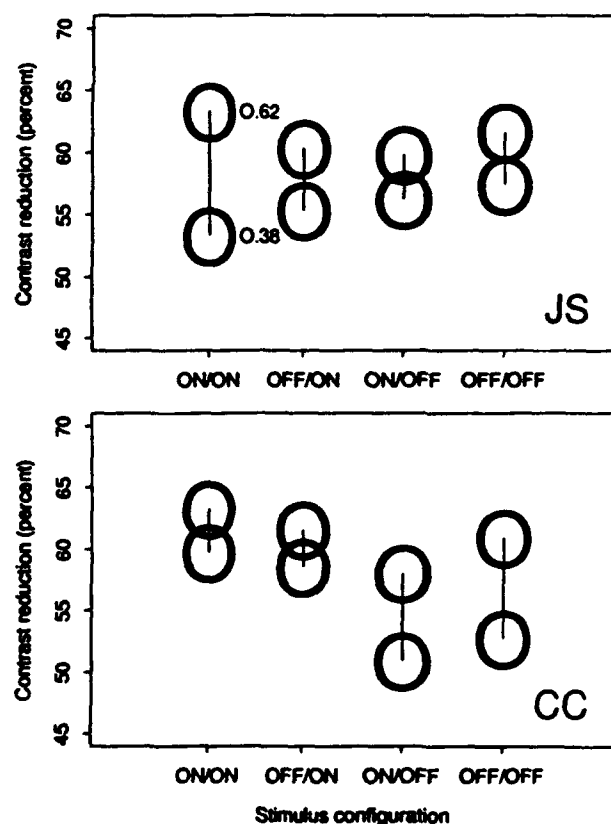 70
65
60
55
50
45
Contrast reduction (percent)
0.62
0.38
JS
ON/ON OFF/ON ON/OFF OFF/OFF
70
65
60
55
50
45
Contrast reduction (percent)
CC
ON/ON OFF/ON ON/OFF OFF/OFF
Stimulus configuration